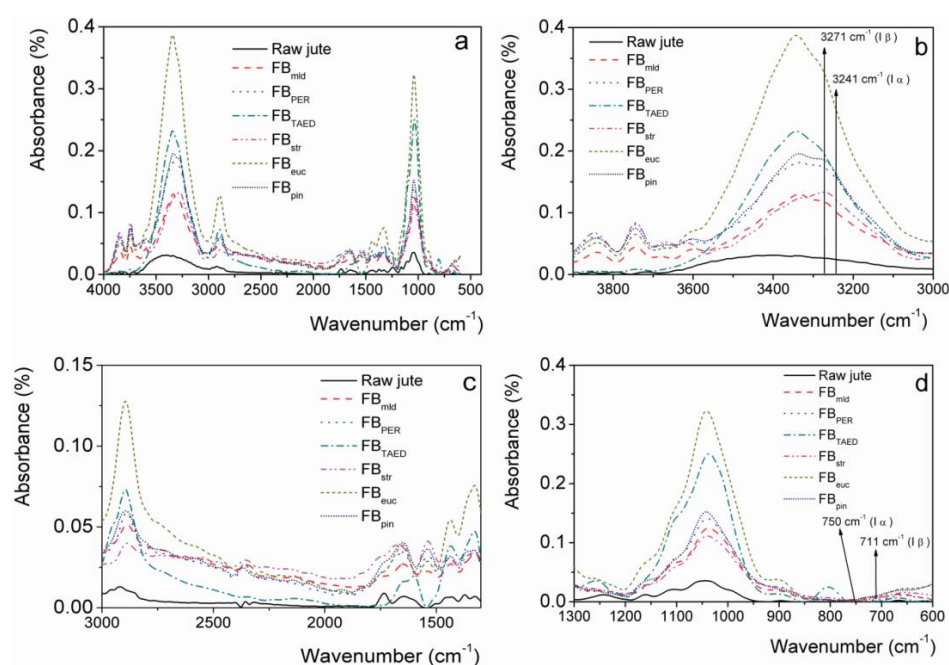 a
Absorbance (%)
0.4
0.3
0.2
0.1
0.0
Raw jute
FBmld
FBPER
FBTAED
FBstr
FBeuc
FBpin
4000 3500 3000 2500 2000 1500 1000 500
Wavenumber (cm-1)
b
Absorbance (%)
0.4
0.3
0.2
0.1
0.0
Raw jute
FBmld
FBPER
FBTAED
FBstr
FBeuc
FBpin
3271 cm-1 (I β)
3241 cm-1 (I α)
3800 3600 3400 3200 3000
Wavenumber (cm-1)
c
Absorbance (%)
0.15
0.10
0.05
0.00
Raw jute
FBmld
FBPER
FBTAED
FBstr
FBeuc
FBpin
3000 2500 2000 1500
Wavenumber (cm-1)
d
Absorbance (%)
0.4
0.3
0.2
0.1
0.0
Raw jute
FBmld
FBPER
FBTAED
FBstr
FBeuc
FBpin
750 cm-1 (I α)
711 cm-1 (I β)
1300 1200 1100 1000 900 800 700 600
Wavenumber (cm-1)